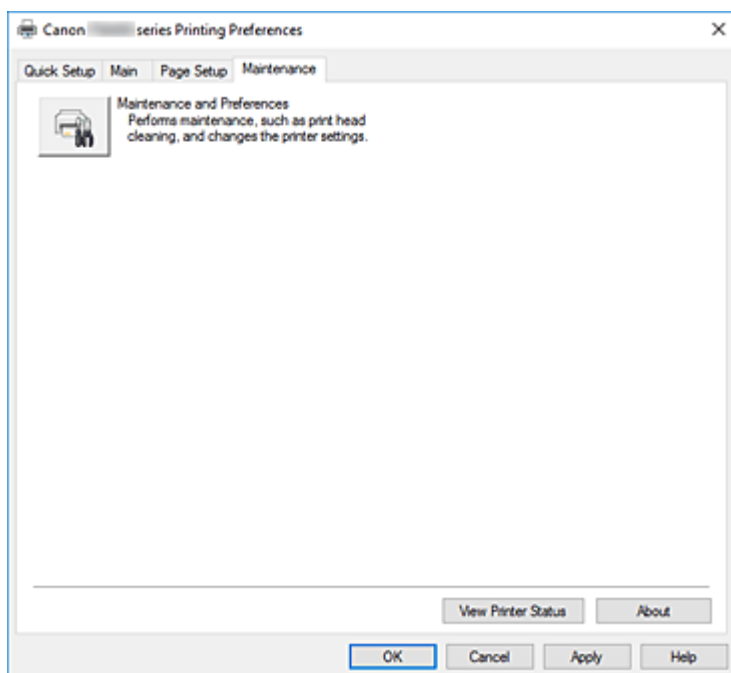 Canon series Printing Preferences
Quick Setup Main Page Setup Maintenance
Maintenance and Preferences
Performs maintenance, such as print head
cleaning, and changes the printer settings.
View Printer Status About
OK Cancel Apply Help